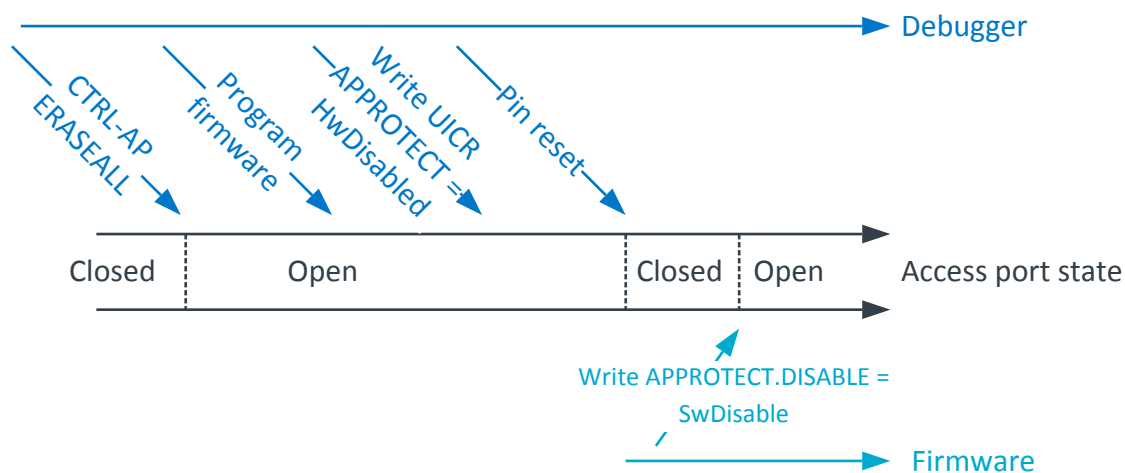 Debugger
CTRL-AP
ERASEALL
Program
firmware
Write UICR
APPROTECT =
HwDisabled
Pin reset
Closed
Open
Closed
Open
Access port state
Write APPROTECT.DISABLE =
SwDisable
Firmware